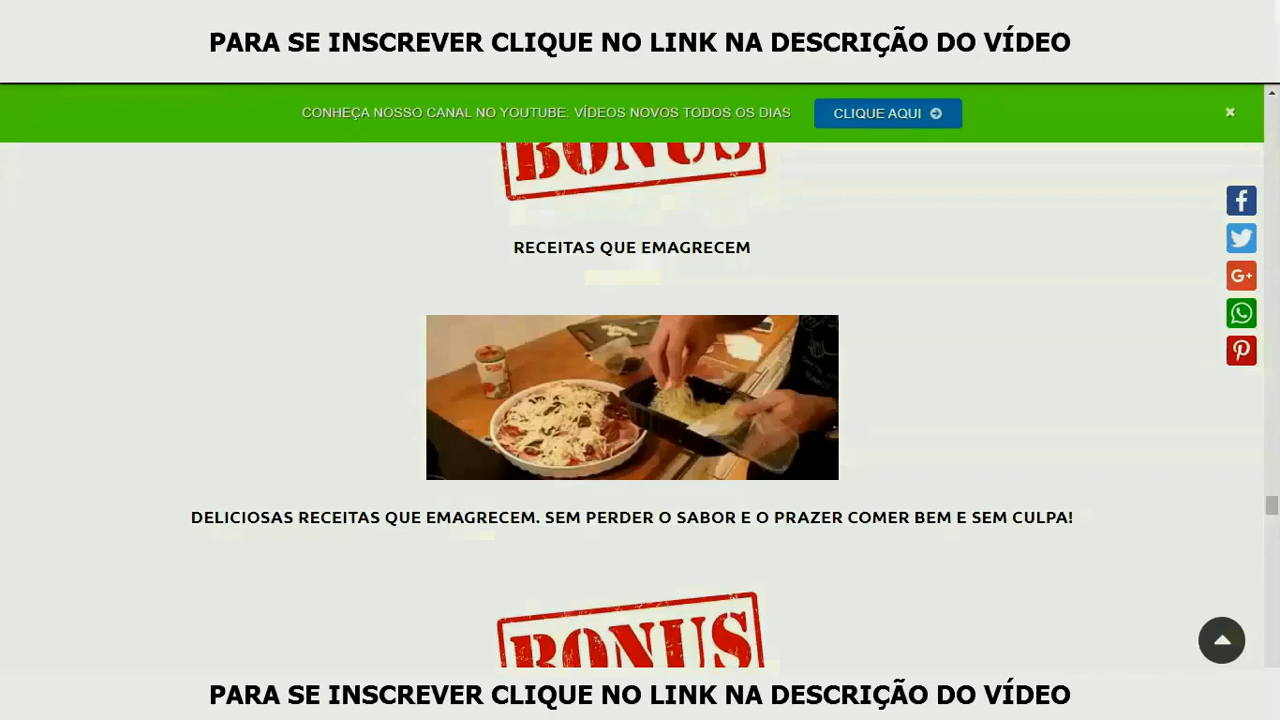 PARA SE INSCREVER CLIQUE NO LINK NA DESCRIÇÃO DO VÍDEO
CONHEÇA NOSSO CANAL NO YOUTUBE: VÍDEOS NOVOS TODOS OS DIAS
CLIQUE AQUI
BONUS
RECEITAS QUE EMAGRECEM
DELICIOSAS RECEITAS QUE EMAGRECEM. SEM PERDER O SABOR E O PRAZER COMER BEM E SEM CULPA!
BONUS
PARA SE INSCREVER CLIQUE NO LINK NA DESCRIÇÃO DO VÍDEO